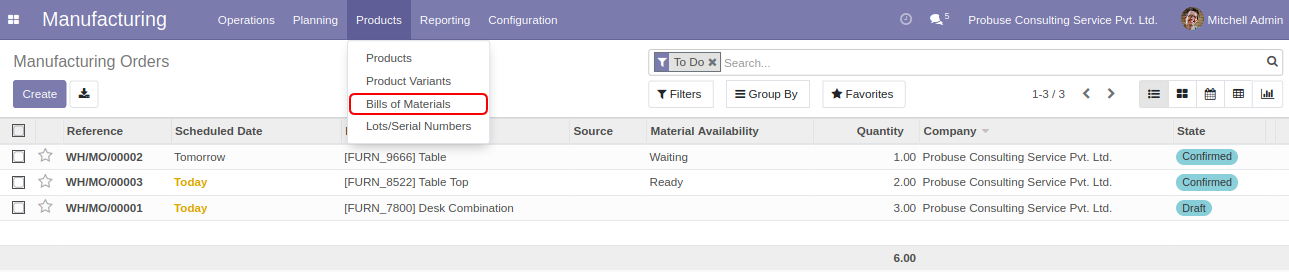 Manufacturing Operations Planning Products Reporting Configuration 5 Probuse Consulting Service Pvt. Ltd. Mitchell Admin
Manufacturing Orders
To Do Search...
Products
Product Variants
Bills of Materials
Lots/Serial Numbers
Create Filters Group By Favorites 1-3 / 3
Reference Scheduled Date Source Material Availability Quantity Company State
WH/MO/00002 Tomorrow [FURN_9666] Table Waiting 1.00 Probuse Consulting Service Pvt. Ltd. Confirmed
WH/MO/00003 Today [FURN_8522] Table Top Ready 2.00 Probuse Consulting Service Pvt. Ltd. Confirmed
WH/MO/00001 Today [FURN_7800] Desk Combination 3.00 Probuse Consulting Service Pvt. Ltd. Draft
6.00